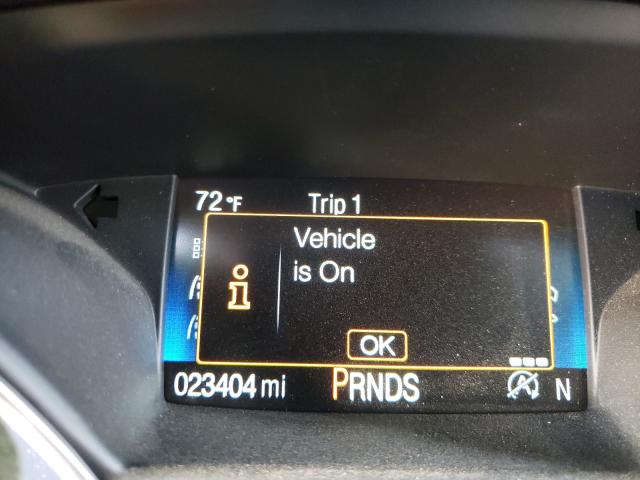 72°F Trip 1
Vehicle
is On
OK
023404 mi PRNDS N